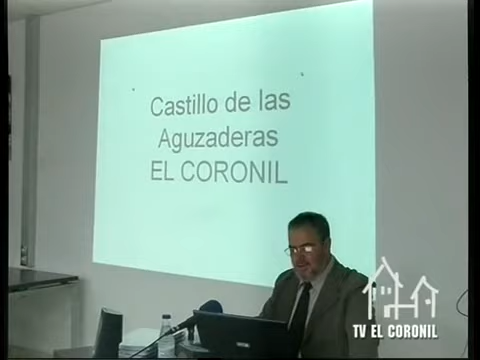 Castillo de las
Aguzaderas
EL CORONIL
TV EL CORONIL